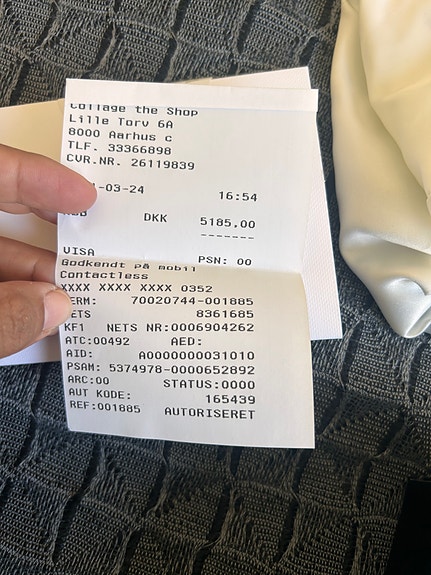 Collage the Shop
Lille Torv 6A
8000 Aarhus c
TLF. 33366898
CVR.NR. 26119839
-03-24 16:54
DKK 5185.00
-------
VISA PSN: 00
Godkendt på mobil
Contactless
XXXX XXXX XXXX 0352
TERM: 70020744-001885
NETS 8361685
KF1 NETS NR:0006904262
ATC:00492 AED:
AID: A0000000031010
PSAM: 5374978-0000652892
ARC:00 STATUS:0000
AUT KODE: 165439
REF:001885 AUTORISERET